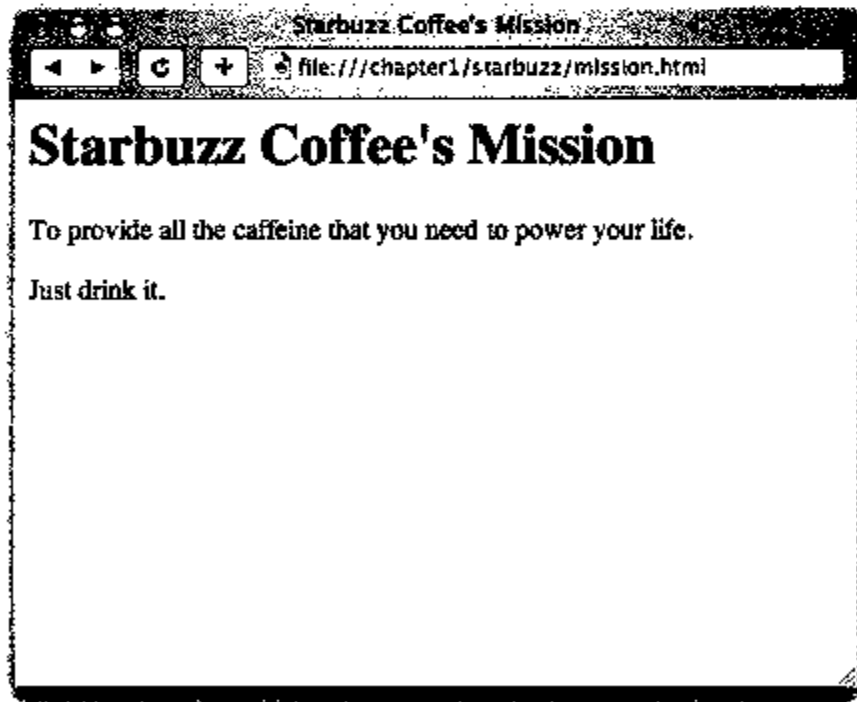 Starbuzz Coffee's Mission
file:///chapter1/starbuzz/mission.html
Starbuzz Coffee's Mission
To provide all the caffeine that you need to power your life.
Just drink it.